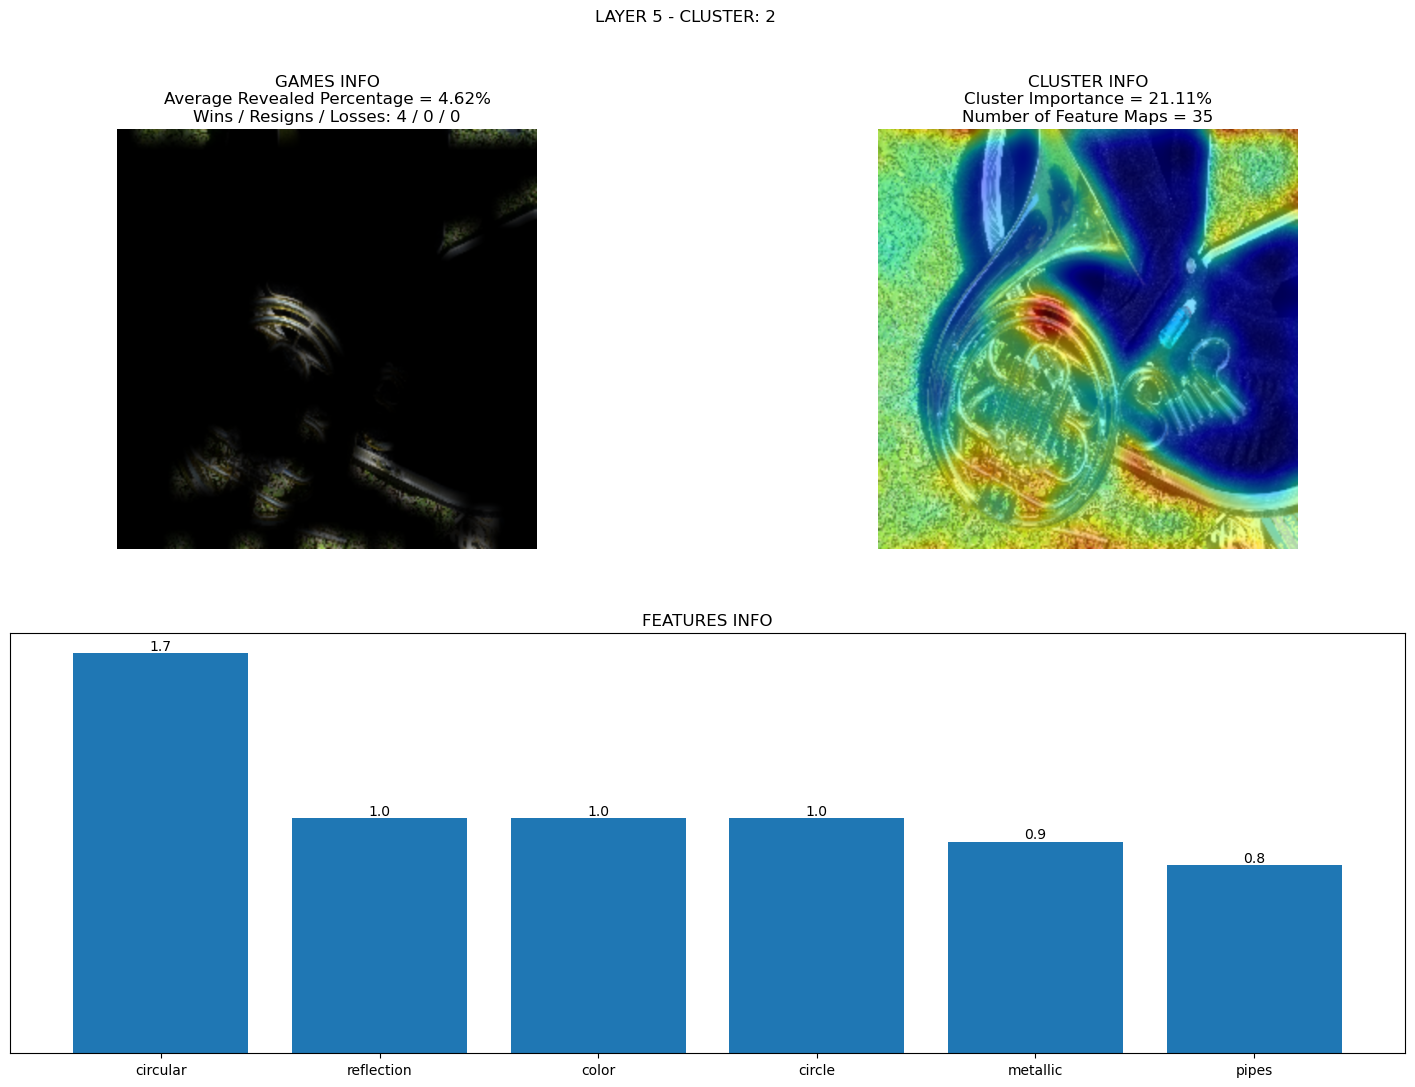 LAYER 5 - CLUSTER: 2
GAMES INFO
Average Revealed Percentage = 4.62%
Wins / Resigns / Losses: 4 / 0 / 0
CLUSTER INFO
Cluster Importance = 21.11%
Number of Feature Maps = 35
FEATURES INFO
1.7
1.0
1.0
1.0
0.9
0.8
circular
reflection
color
circle
metallic
pipes